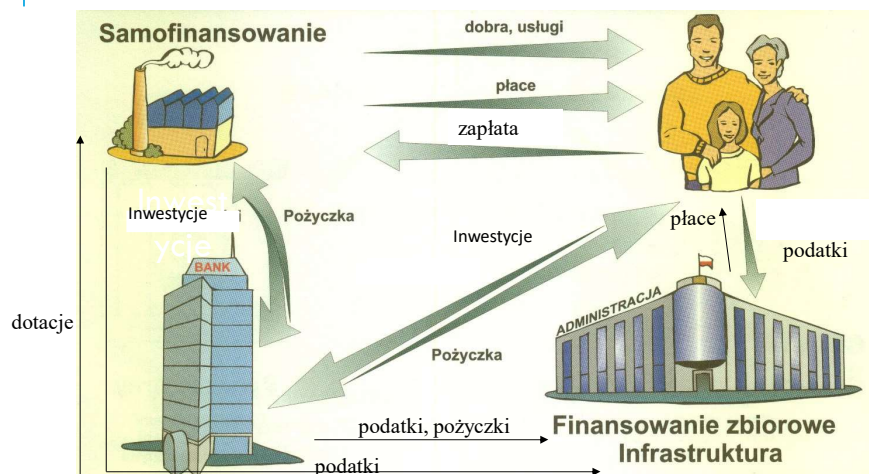 Samofinansowanie
dobra, usługi
płace
zapłata
Inwestycje
Inwestycje
Pożyczka
Inwestycje
płace
podatki
BANK
ADMINISTRACJA
dotacje
Pożyczka
podatki, pożyczki
Finansowanie zbiorowe
Infrastruktura
podatki